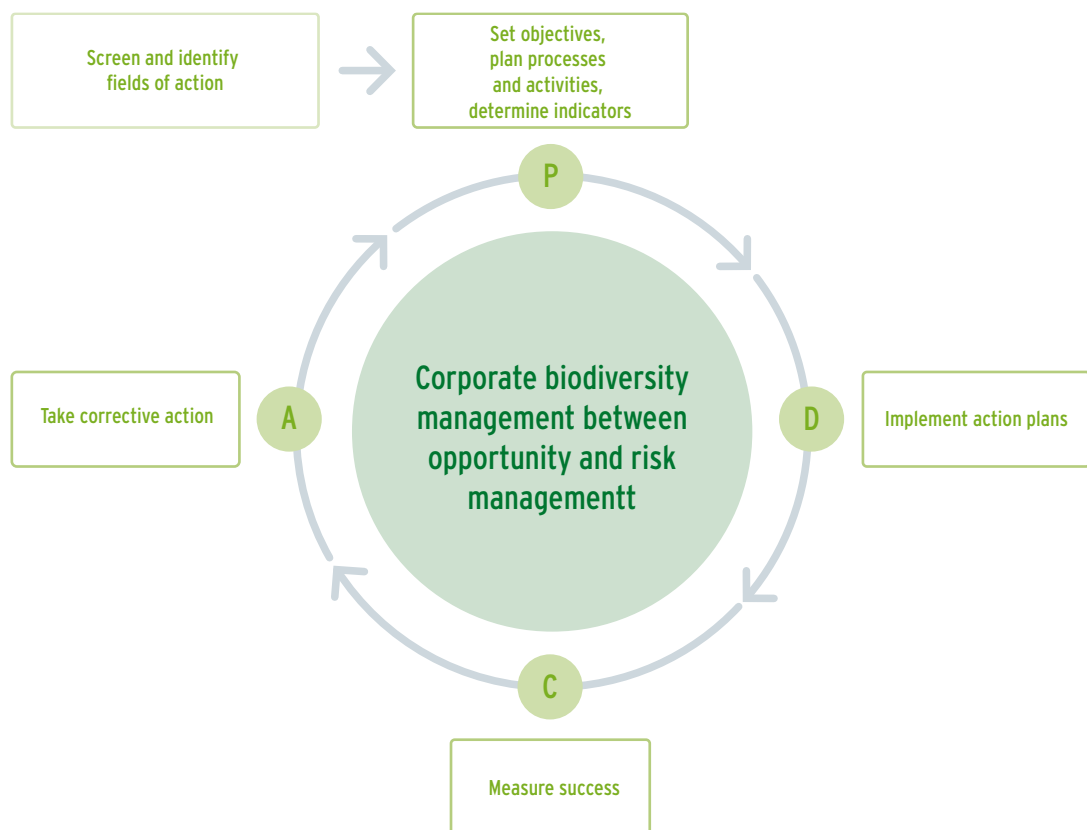 Screen and identify
fields of action
Set objectives,
plan processes
and activities,
determine indicators
P
Corporate biodiversity
management between
opportunity and risk
managementt
Take corrective action
A
D
Implement action plans
C
Measure success